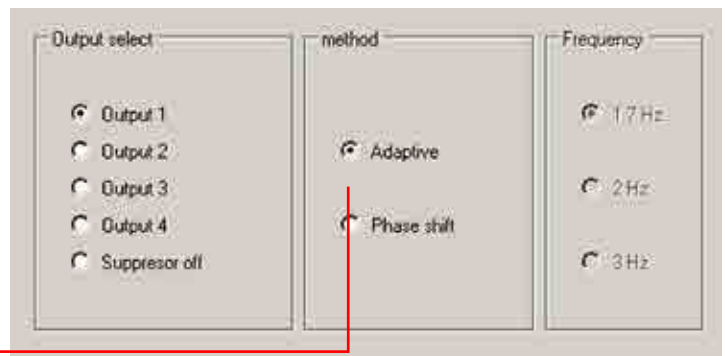 Output select
Output 1
Output 2
Output 3
Output 4
Suppresor off
method
Adaptive
Phase shift
Frequency
1.7 Hz
2 Hz
3 Hz